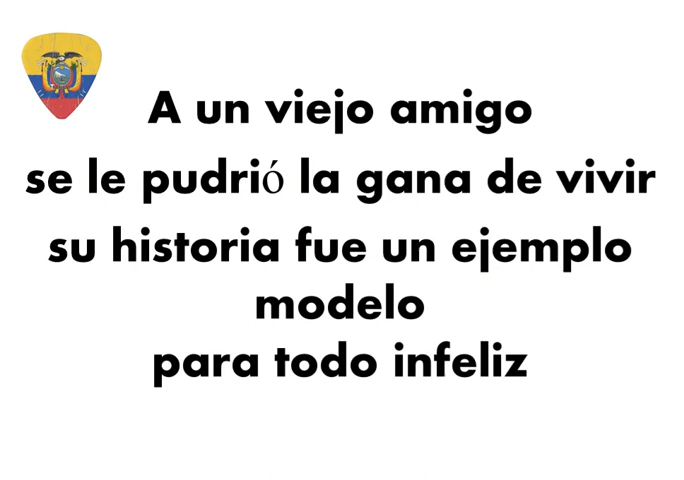 A un viejo amigo
se le pudrió la gana de vivir
su historia fue un ejemplo
modelo
para todo infeliz